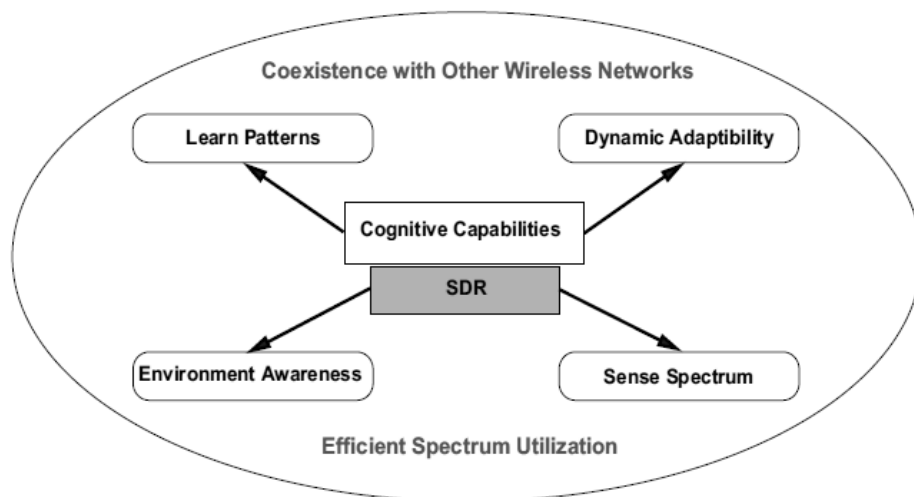 Coexistence with Other Wireless Networks
Learn Patterns
Dynamic Adaptibility
Cognitive Capabilities
SDR
Environment Awareness
Sense Spectrum
Efficient Spectrum Utilization